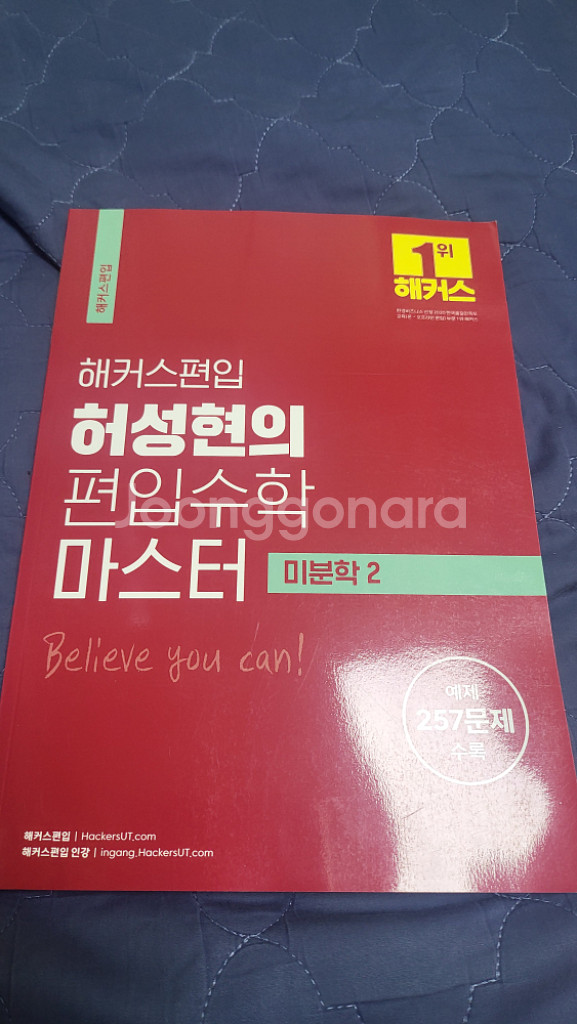 해커스편입
1위
해커스
해커스편입
허성현의
편입수학
Joonggonara
마스터
미분학 2
Believe you can!
예제
257문제
수록
해커스편입 | HackersUT.com
해커스편입 인강 | ingang.HackersUT.com